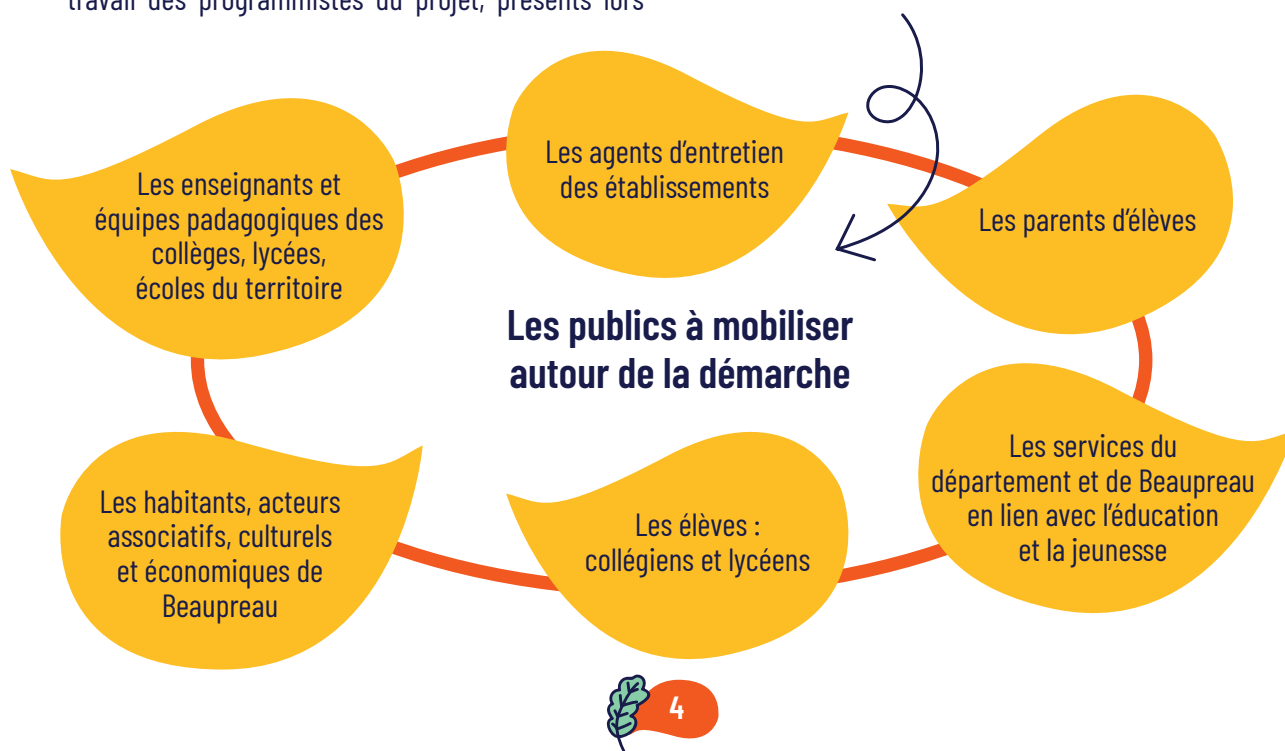 travail des programmistes du projet, présents lors
Les agents d'entretien
des établissements
Les enseignants et
équipes padagogiques des
collèges, lycées,
écoles du territoire
Les parents d'élèves
Les publics à mobiliser
autour de la démarche
Les services du
département et de Beaupreau
en lien avec l'éducation
et la jeunesse
Les habitants, acteurs
associatifs, culturels
et économiques de
Beaupreau
Les élèves :
collégiens et lycéens
4